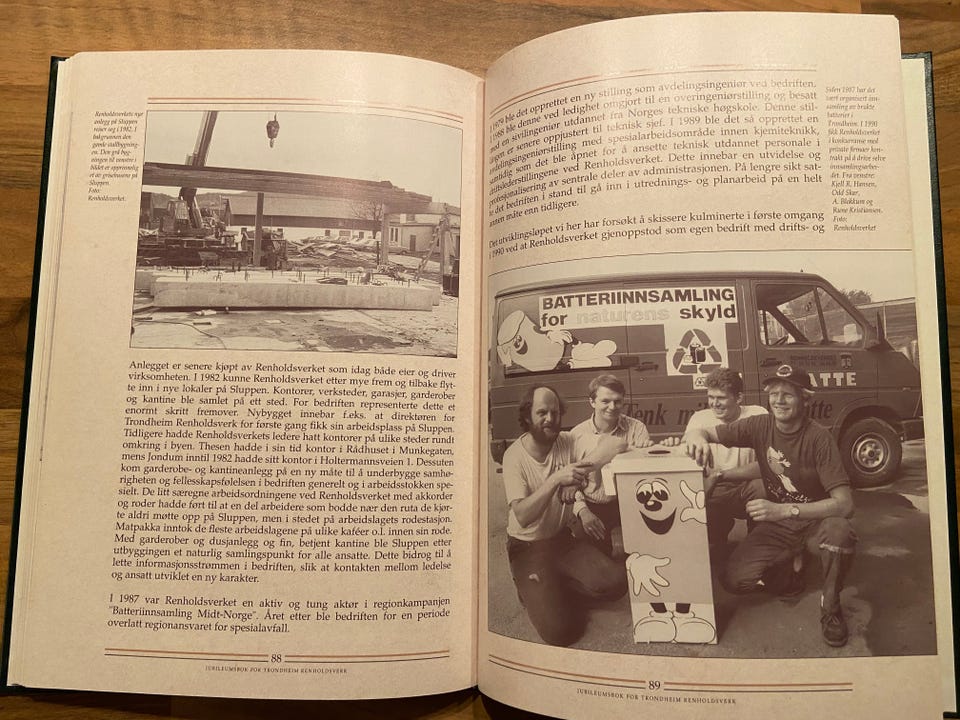 Renholdsverkets nye
anlegg på Sluppen
reiser seg i 1982. I
bakgrunnen den
gamle stallbygnin-
gen. Den grå byg-
ningen til venstre i
bildet er opprinnelig
et av grisehusene på
Sluppen.
Foto:
Renholdsverket.
Anlegget er senere kjøpt av Renholdsverket som idag både eier og driver
virksomheten. I 1982 kunne Renholdsverket etter mye frem og tilbake flyt-
te inn i nye lokaler på Sluppen. Kontorer, verksteder, garasjer, garderober
og kantine ble samlet på ett sted. For bedriften representerte dette et
enormt skritt fremover. Nybygget innebar f.eks. at direktøren for
Trondheim Renholdsverk for første gang fikk sin arbeidsplass på Sluppen.
Tidligere hadde Renholdsverkets ledere hatt kontorer på ulike steder rundt
omkring i byen. Thesen hadde i sin tid kontor i Rådhuset i Munkegaten,
mens Jondum inntil 1982 hadde sitt kontor i Holtermannsveien 1. Dessuten
kom garderobe- og kantineanlegg på en ny måte til å underbygge samhø-
righeten og fellesskapsfølelsen i bedriften generelt og i arbeidsstokken spe-
sielt. De litt særegne arbeidsordningene ved Renholdsverket med akkorder
og roder hadde ført til at en del arbeidere som bodde nær den ruta de kjør-
te aldri møtte opp på Sluppen, men i stedet på arbeidslagets rodestasjon.
Matpakka inntok de fleste arbeidslagene på ulike kaféer o.l. innen sin rode.
Med garderober og dusjanlegg og fin, betjent kantine ble Sluppen etter
utbyggingen et naturlig samlingspunkt for alle ansatte. Dette bidrog til å
lette informasjonsstrømmen i bedriften, slik at kontakten mellom ledelse
og ansatt utviklet en ny karakter.
I 1987 var Renholdsverket en aktiv og tung aktør i regionkampanjen
"Batteriinnsamling Midt-Norge". Året etter ble bedriften for en periode
overlatt regionansvaret for spesialavfall.
88
JUBILEUMSBOK FOR TRONDHEIM RENHOLDSVERK
I 1979 ble det opprettet en ny stilling som avdelingsingeniør ved bedriften.
I 1988 ble denne ved ledighet omgjort til en overingeniørstilling og besatt
med en sivilingeniør utdannet fra Norges tekniske høgskole. Denne stil-
lingen er senere oppjustert til teknisk sjef. I 1989 ble det så opprettet en
avdelingsingeniørstilling med spesialarbeidsområde innen kjemiteknikk,
samtidig som det ble åpnet for å ansette teknisk utdannet personale i
driftslederstillingene ved Renholdsverket. Dette innebar en utvidelse og
profesjonalisering av sentrale deler av administrasjonen. På lengre sikt sat-
te det bedriften i stand til gå inn i utrednings- og planarbeid på en helt
annen måte enn tidligere.
Det utviklingsløpet vi her har forsøkt å skissere kulminerte i første omgang
i 1990 ved at Renholdsverket gjenoppstod som egen bedrift med drifts- og
Siden 1987 har det
vært organisert inn-
samling av brukte
batterier i
Trondheim. I 1990
fikk Renholdsverket
i konkurranse med
private firmaer kon-
trakt på å drive selve
innsamlingsarbei-
det. Fra venstre:
Kjell R. Hansen,
Odd Skar,
A. Blokkum og
Rune Kristiansen.
Foto:
Renholdsverket
BATTERIINNSAMLING
for naturens skyld
RENHOLDSVERKET
Tenk
89
JUBILEUMSBOK FOR TRONDHEIM RENHOLDSVERK